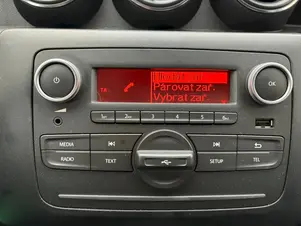 OK
TA
Párovat zař.
Vybrat zař.
1 2 3 4 5 6
MEDIA
RADIO TEXT SETUP TEL